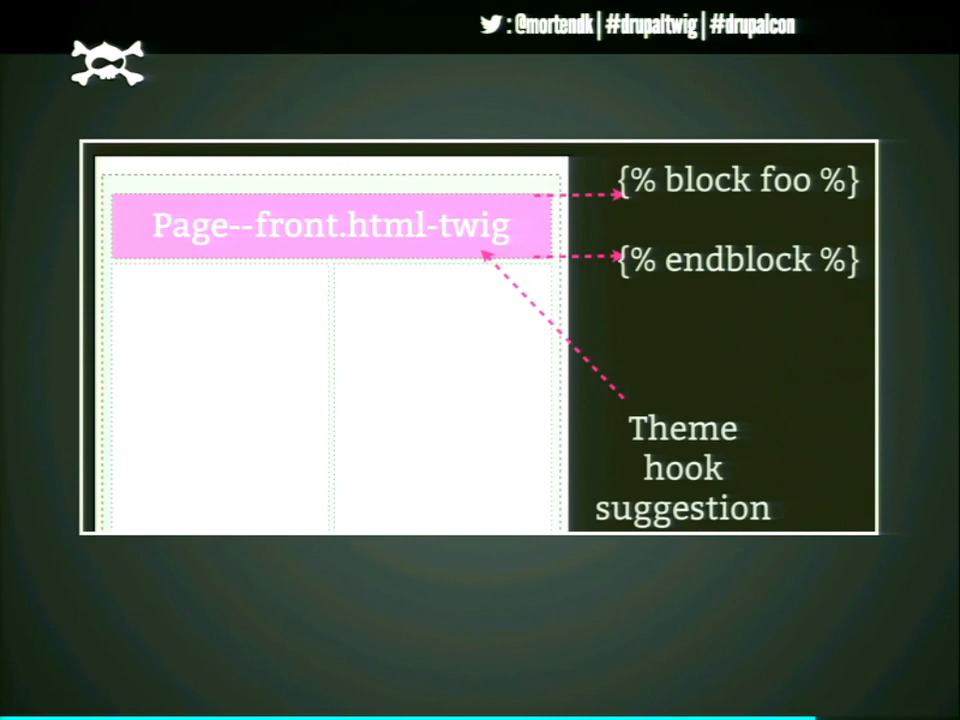 : @mortendk | #drupaltwig | #drupalcon
{% block foo %}
Page--front.html-twig
{% endblock %}
Theme
hook
suggestion